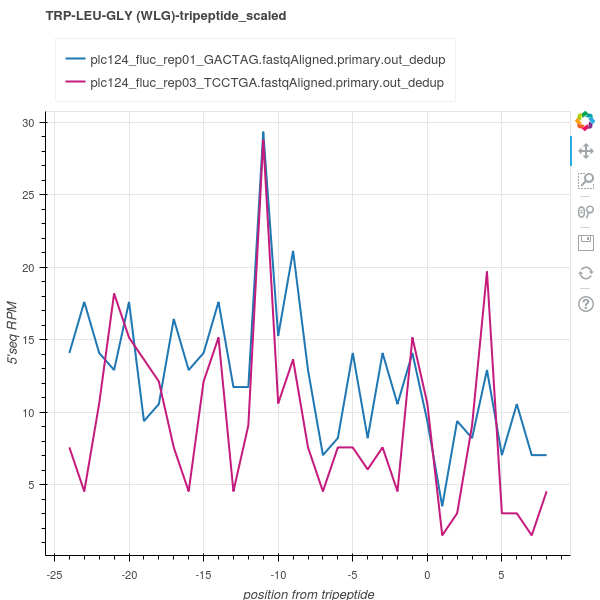 TRP-LEU-GLY (WLG)-tripeptide_scaled
plc124_fluc_rep01_GACTAG.fastqAligned.primary.out_dedup
plc124_fluc_rep03_TCCTGA.fastqAligned.primary.out_dedup
30
25
20
15
10
5
5'seq RPM
-25 -20 -15 -10 -5 0 5
position from tripeptide